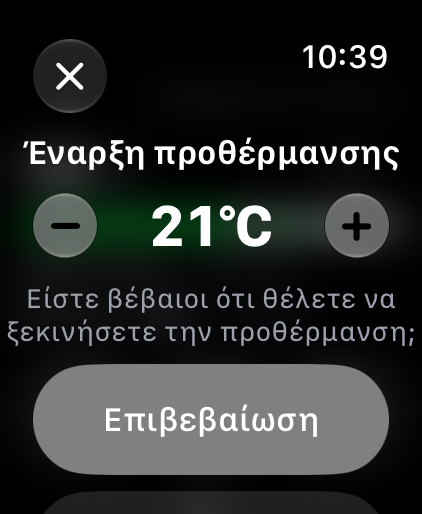 10:39
Έναρξη προθέρμανσης
21°C
Είστε βέβαιοι ότι θέλετε να
ξεκινήσετε την προθέρμανση;
Επιβεβαίωση